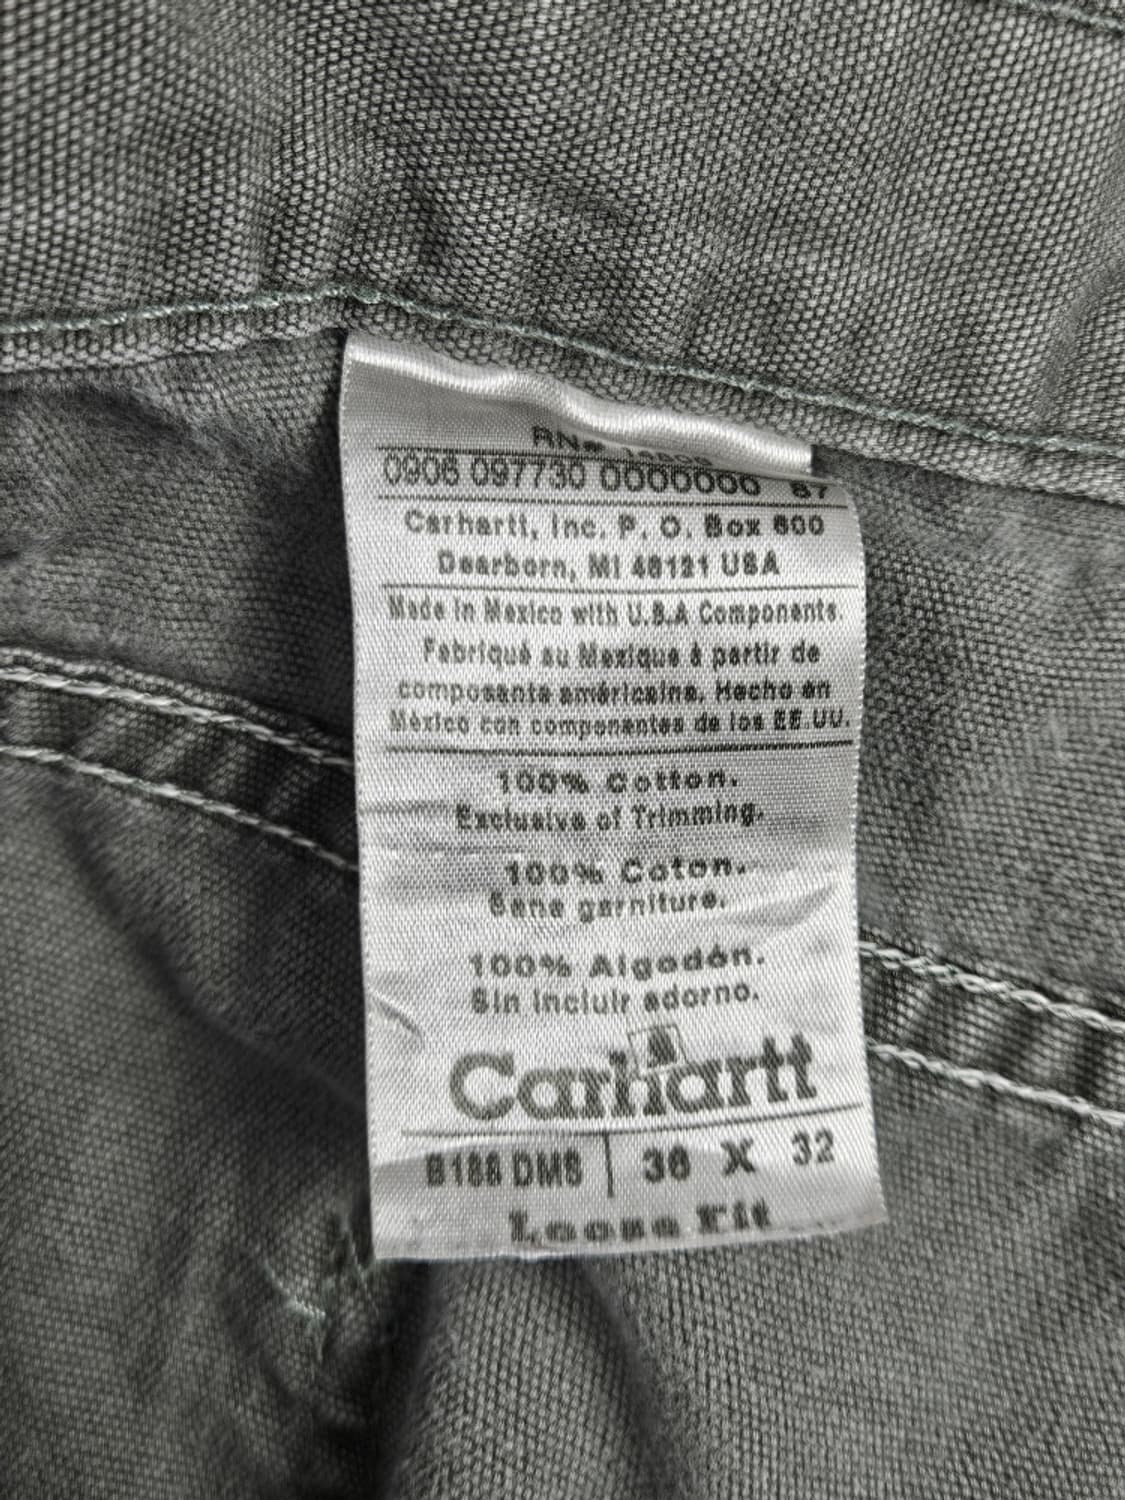 RN#
0906 097730 0000000 87
Carhartt, Inc. P. O. Box 600
Dearborn, MI 48121 USA
Made in Mexico with U.S.A Components.
Fabriqué au Mexique à partir de
composants américains. Hecho en
México con componentes de los EE.UU.
100% Cotton.
Exclusive of Trimming.
100% Coton.
Sans garniture.
100% Algodón.
Sin incluir adorno.
Carhartt
DMS X 32
Loose Fit